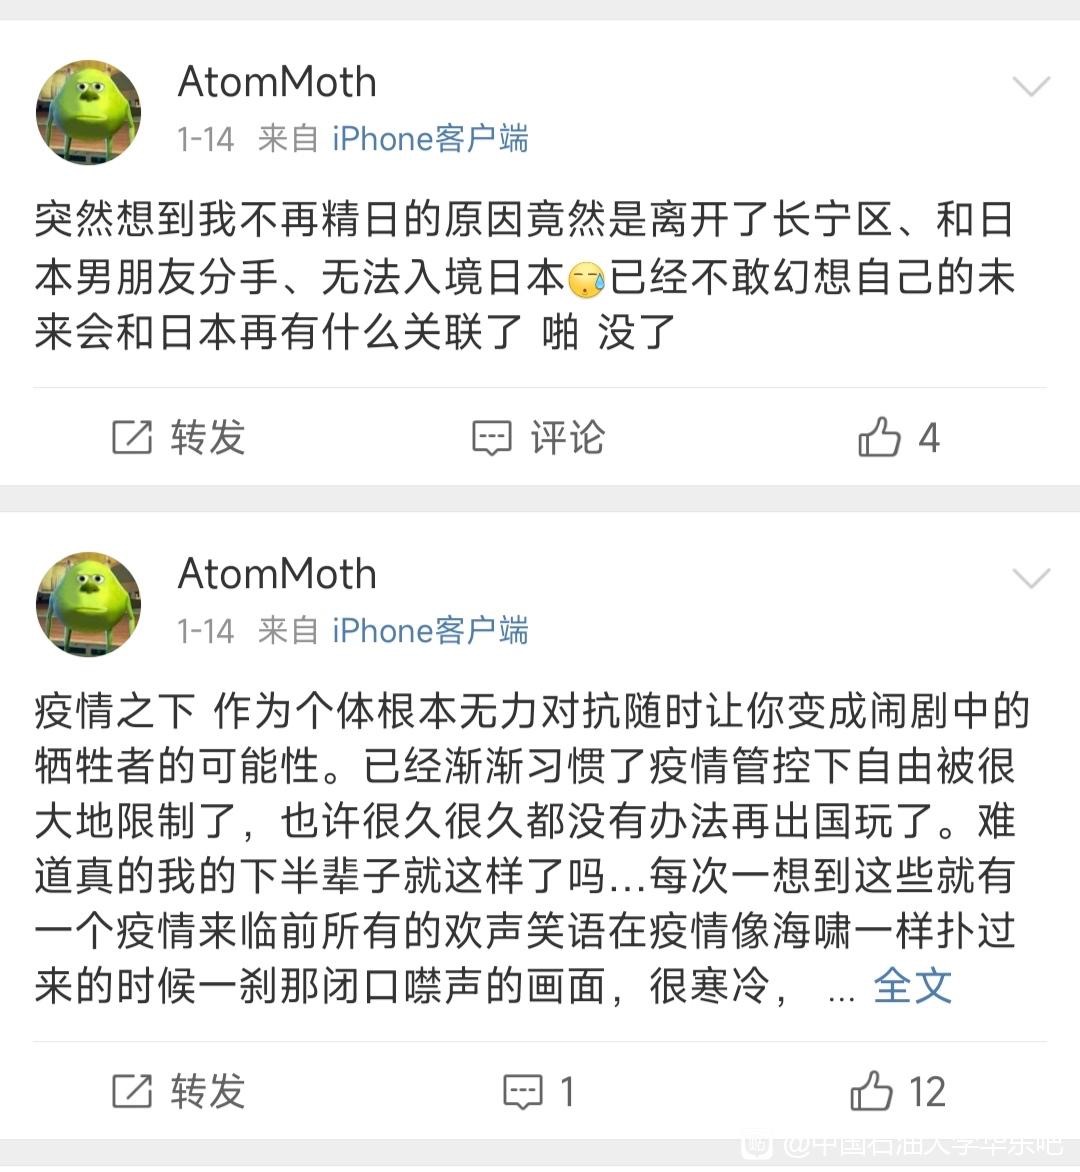 AtomMoth
1-14 来自 iPhone客户端
突然想到我不再精日的原因竟然是离开了长宁区、和日
本男朋友分手、无法入境日本😪已经不敢幻想自己的未
来会和日本再有什么关联了 啪 没了
转发 评论 4
AtomMoth
1-14 来自 iPhone客户端
疫情之下 作为个体根本无力对抗随时让你变成闹剧中的
牺牲者的可能性。已经渐渐习惯了疫情管控下自由被很
大地限制了，也许很久很久都没有办法再出国玩了。难
道真的我的下半辈子就这样了吗...每次一想到这些就有
一个疫情来临前所有的欢声笑语在疫情像海啸一样扑过
来的时候一刹那闭口噤声的画面，很寒冷， ... 全文
转发 1 12
贴 @中国石油大学华东吧